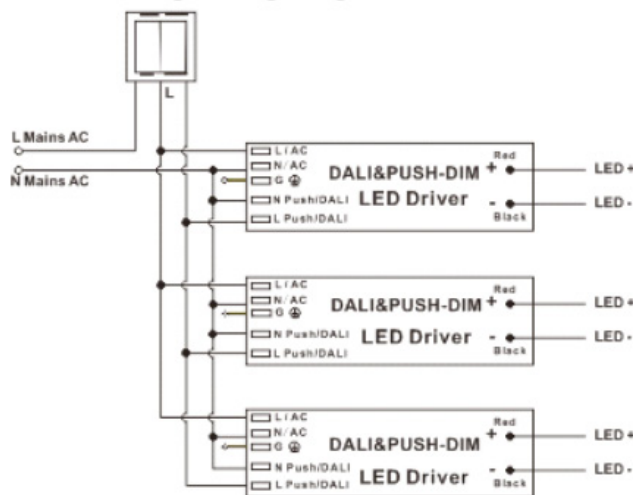 L
L Mains AC
N Mains AC
L / AC
N/AC
G
N Push/DALI
L Push/DALI
DALI&PUSH-DIM
LED Driver
Red
+
-
Black
LED +
LED -
L / AC
N/AC
G
N Push/DALI
L Push/DALI
DALI&PUSH-DIM
LED Driver
Red
+
-
Black
LED +
LED -
L / AC
N/AC
G
N Push/DALI
L Push/DALI
DALI&PUSH-DIM
LED Driver
Red
+
-
Black
LED +
LED -